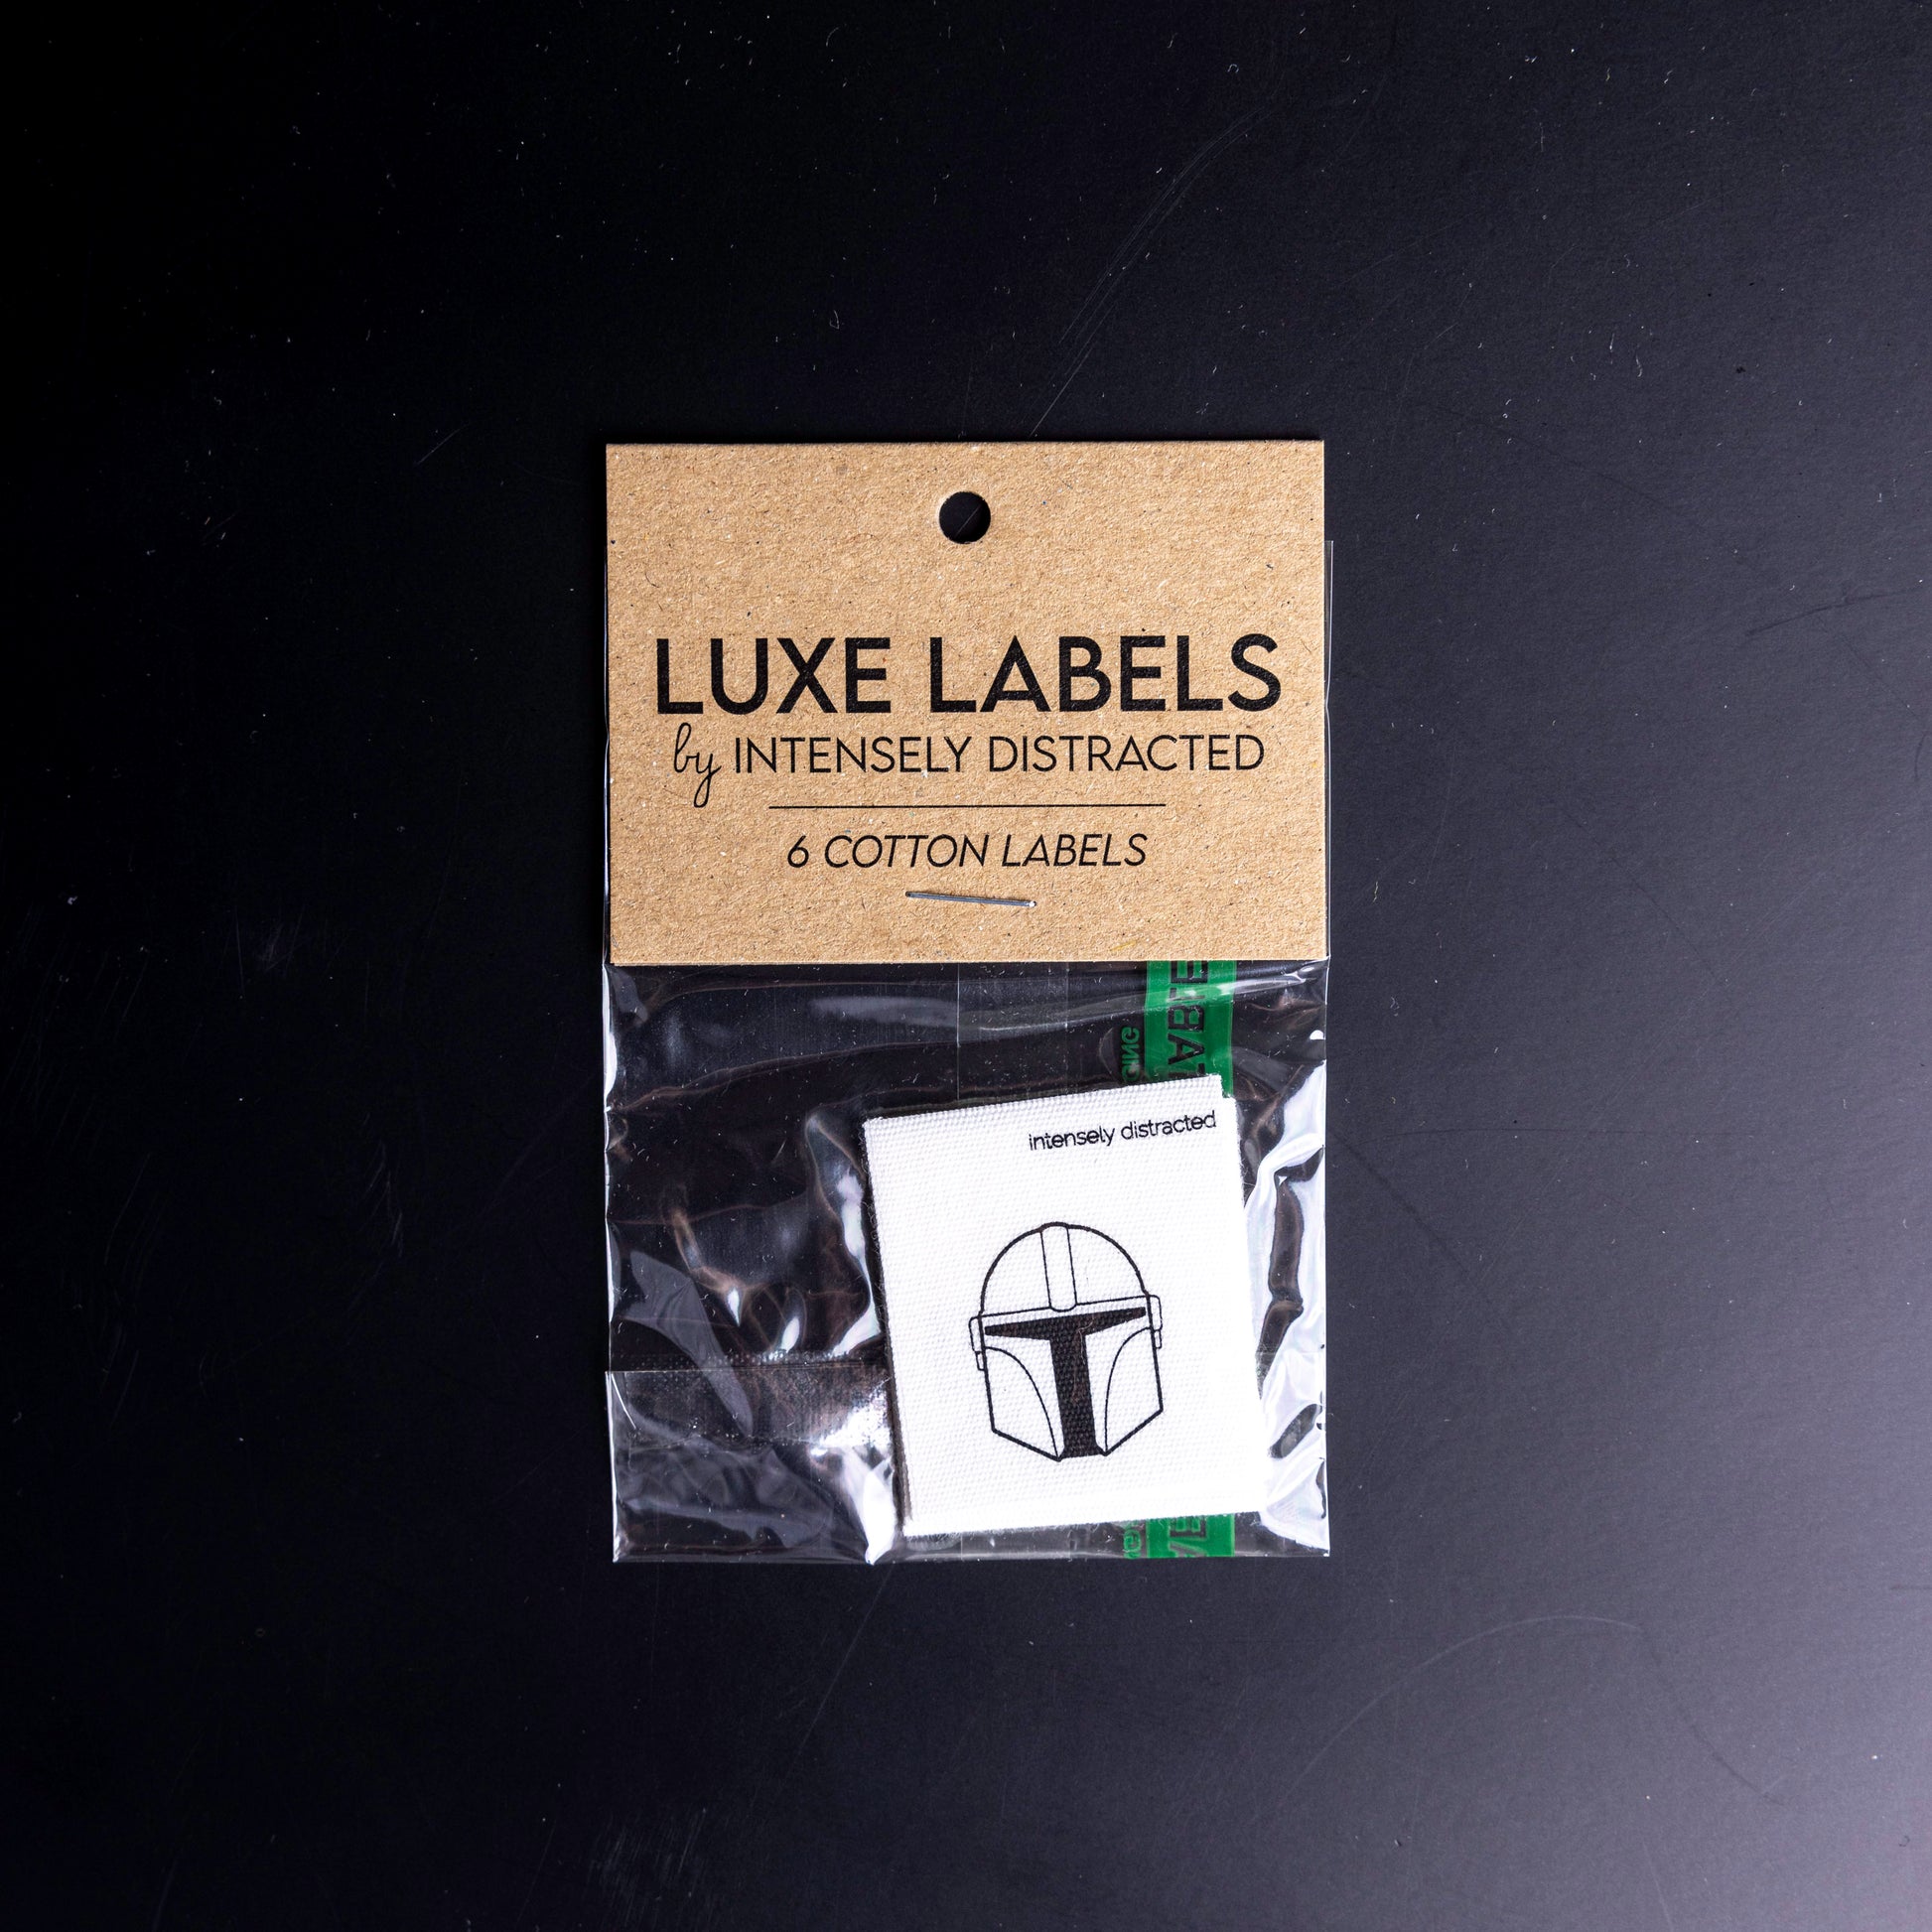 LUXE LABELS
by INTENSELY DISTRACTED
6 COTTON LABELS
intensely distracted